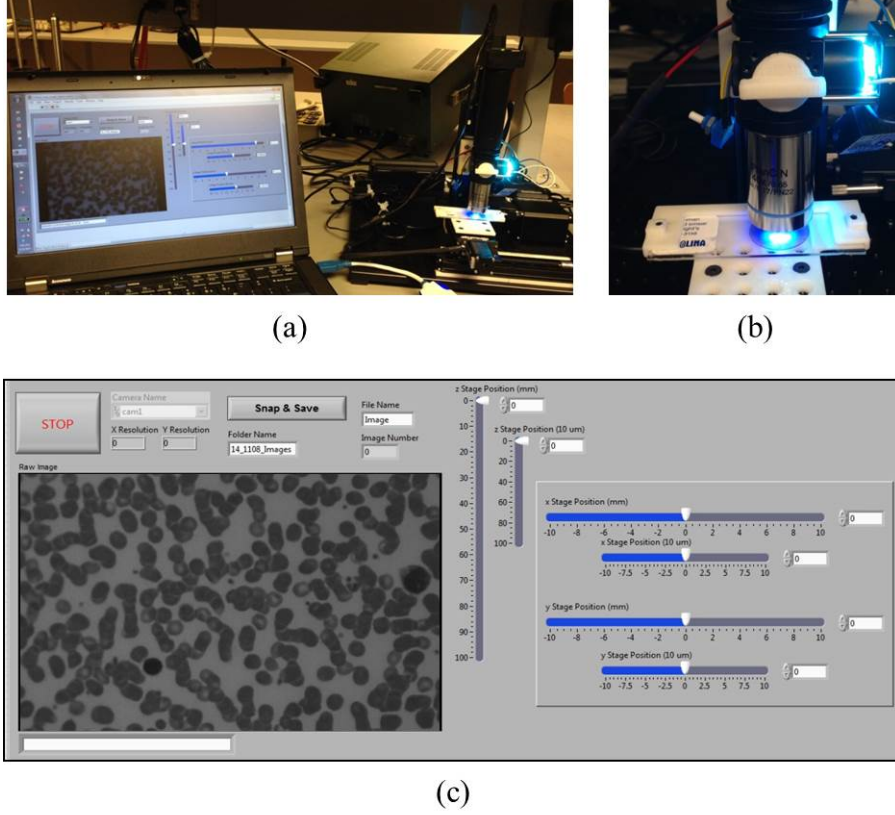 (a)
(b)
OLIMA
STOP
Camera Name
cam1
X Resolution Y Resolution
0 0
Snap & Save
Folder Name
14_1108_Images
File Name
Image
Image Number
0
Raw Image
z Stage Position (mm)
0
0
10
20
30
40
50
60
70
80
90
100
z Stage Position (10 um)
0
0
20
40
60
80
100
x Stage Position (mm)
0
-10 -8 -6 -4 -2 0 2 4 6 8 10
x Stage Position (10 um)
0
-10 -7.5 -5 -2.5 0 2.5 5 7.5 10
y Stage Position (mm)
0
-10 -8 -6 -4 -2 0 2 4 6 8 10
y Stage Position (10 um)
0
-10 -7.5 -5 -2.5 0 2.5 5 7.5 10
(c)